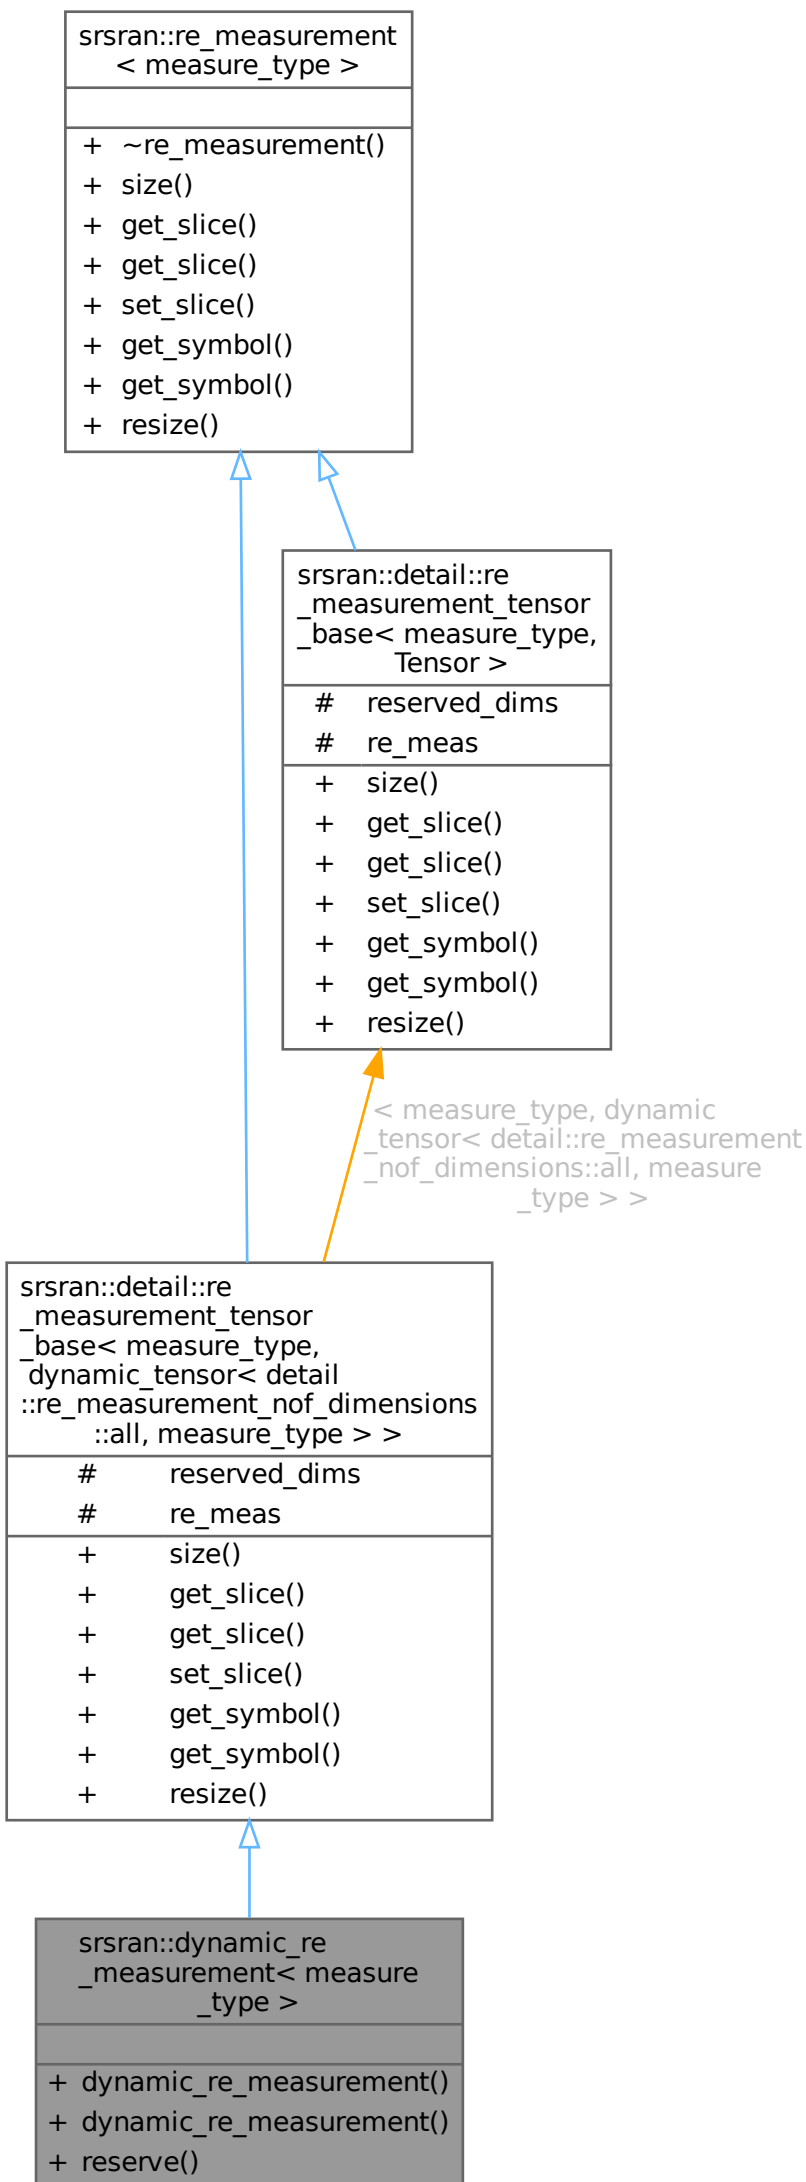 srsran::re_measurement
< measure_type >
+ ~re_measurement()
+ size()
+ get_slice()
+ get_slice()
+ set_slice()
+ get_symbol()
+ get_symbol()
+ resize()
srsran::detail::re
_measurement_tensor
_base< measure_type,
Tensor >
# reserved_dims
# re_meas
+ size()
+ get_slice()
+ get_slice()
+ set_slice()
+ get_symbol()
+ get_symbol()
+ resize()
< measure_type, dynamic
_tensor< detail::re_measurement
_nof_dimensions::all, measure
_type > >
srsran::detail::re
_measurement_tensor
_base< measure_type,
dynamic_tensor< detail
::re_measurement_nof_dimensions
::all, measure_type > >
# reserved_dims
# re_meas
+ size()
+ get_slice()
+ get_slice()
+ set_slice()
+ get_symbol()
+ get_symbol()
+ resize()
srsran::dynamic_re
_measurement< measure
_type >
+ dynamic_re_measurement()
+ dynamic_re_measurement()
+ reserve()